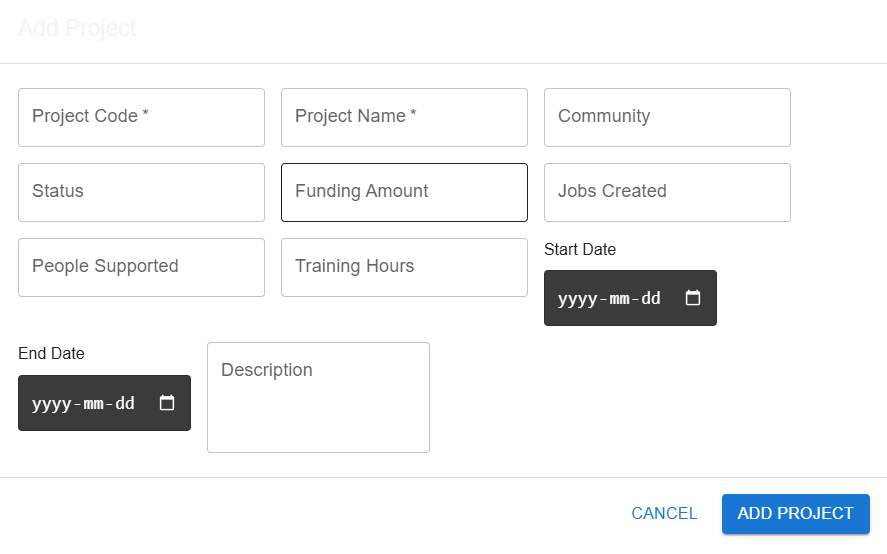 Add Project
Project Code *
Project Name *
Community
Status
Funding Amount
Jobs Created
People Supported
Training Hours
Start Date
yyyy-mm-dd
End Date
yyyy-mm-dd
Description
CANCEL
ADD PROJECT